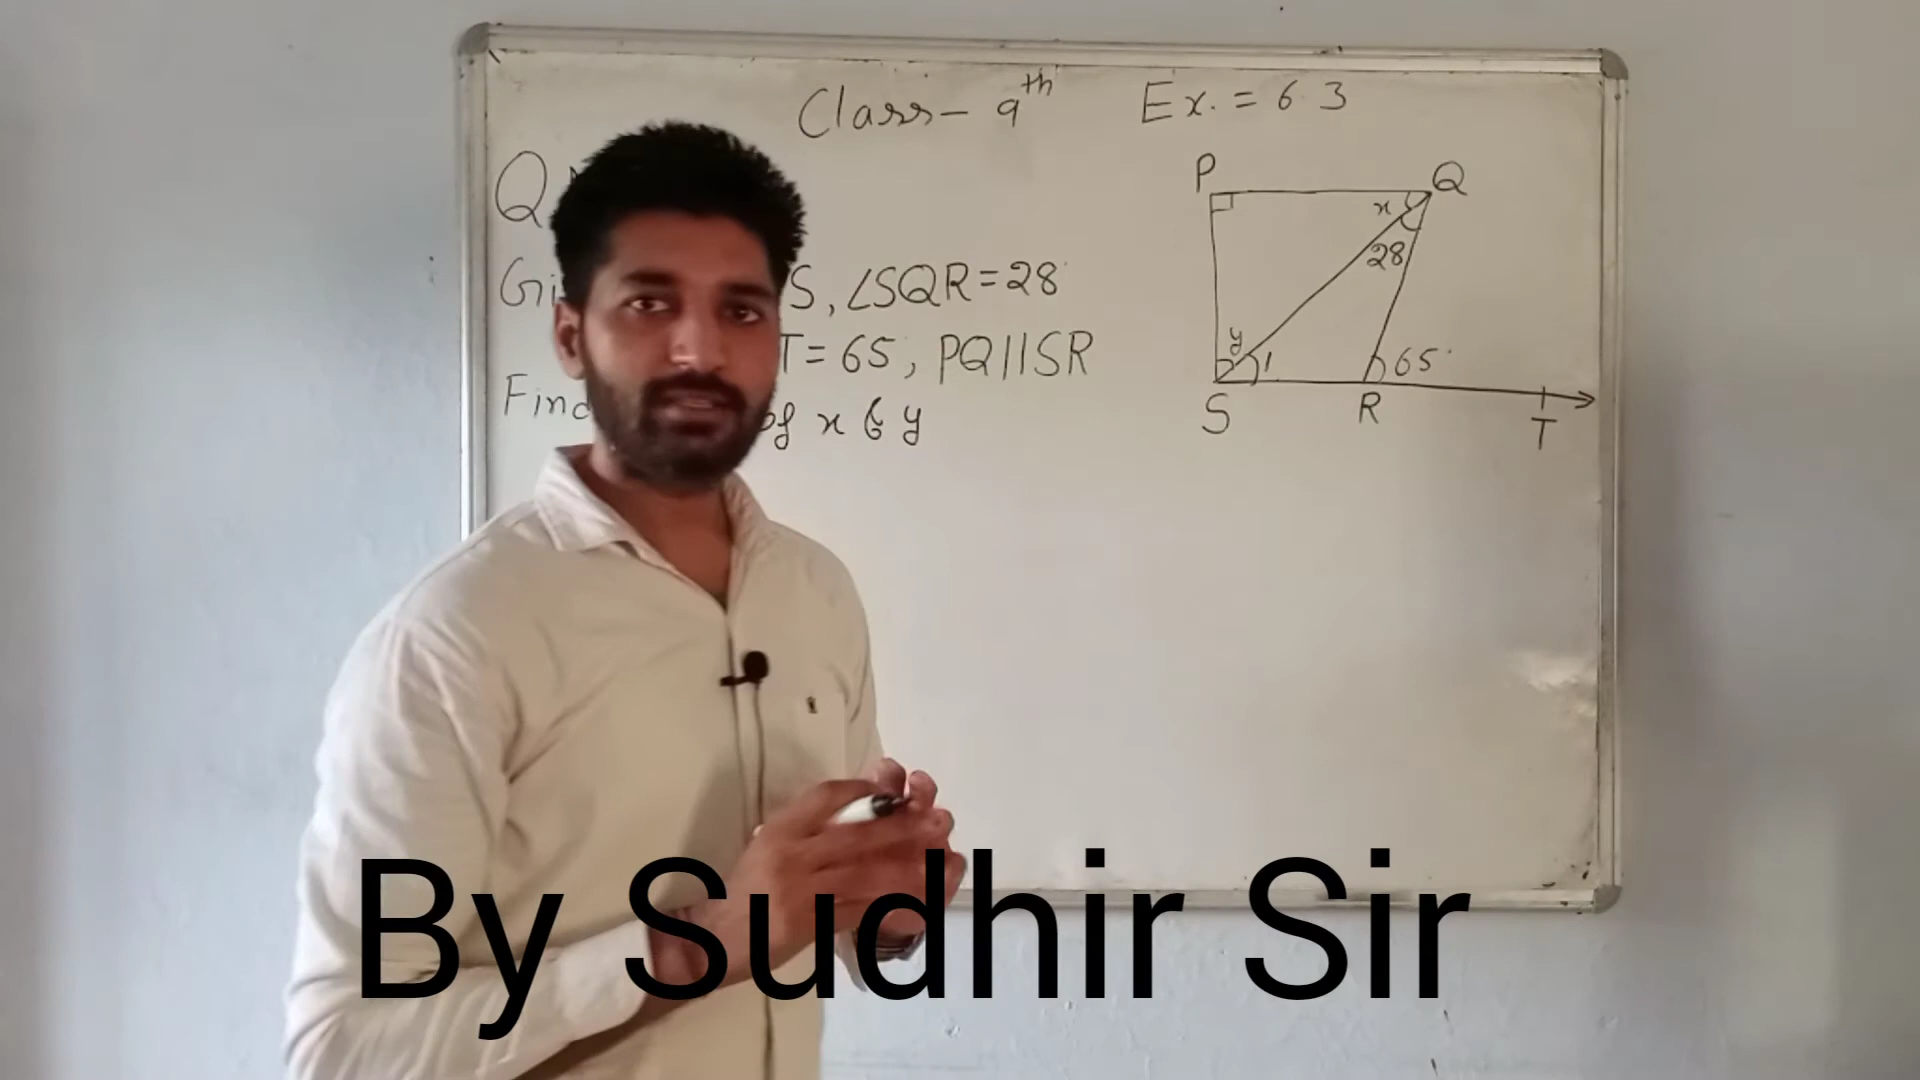 Class - 9th Ex. = 6.3
Q
Gi S, ∠SQR = 28°
T = 65°, PQ || SR
Find of x & y
P Q
x
28°
y 1 65°
S R T
By Sudhir Sir